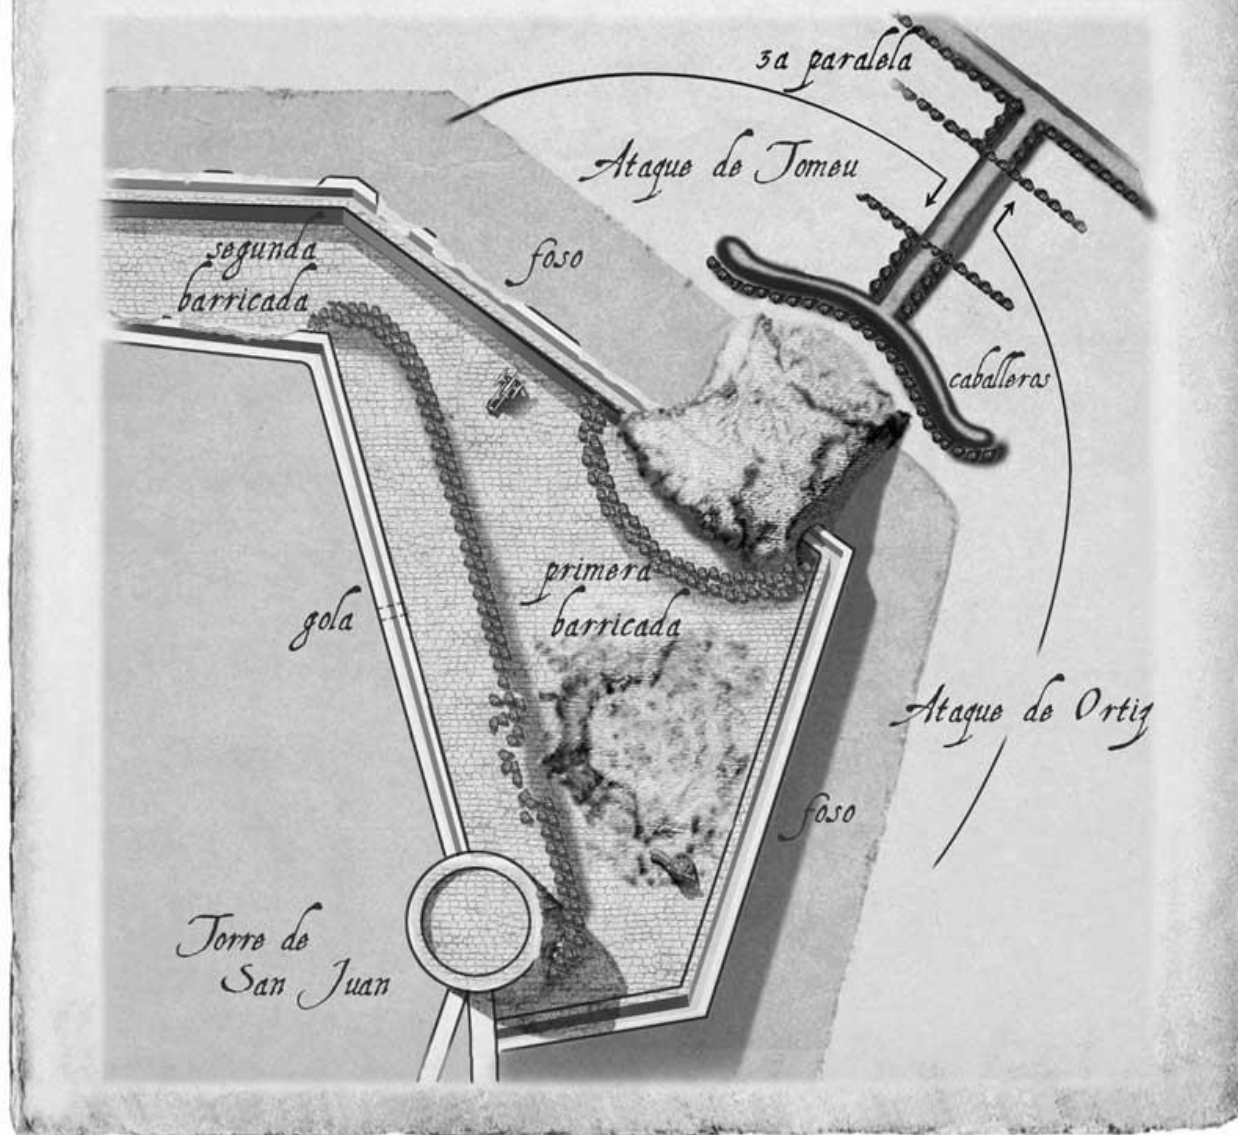 3a paralela
Ataque de Tomeu
segunda
barricada
foso
caballeros
primera
barricada
gola
Ataque de Ortiz
foso
Torre de
San Juan